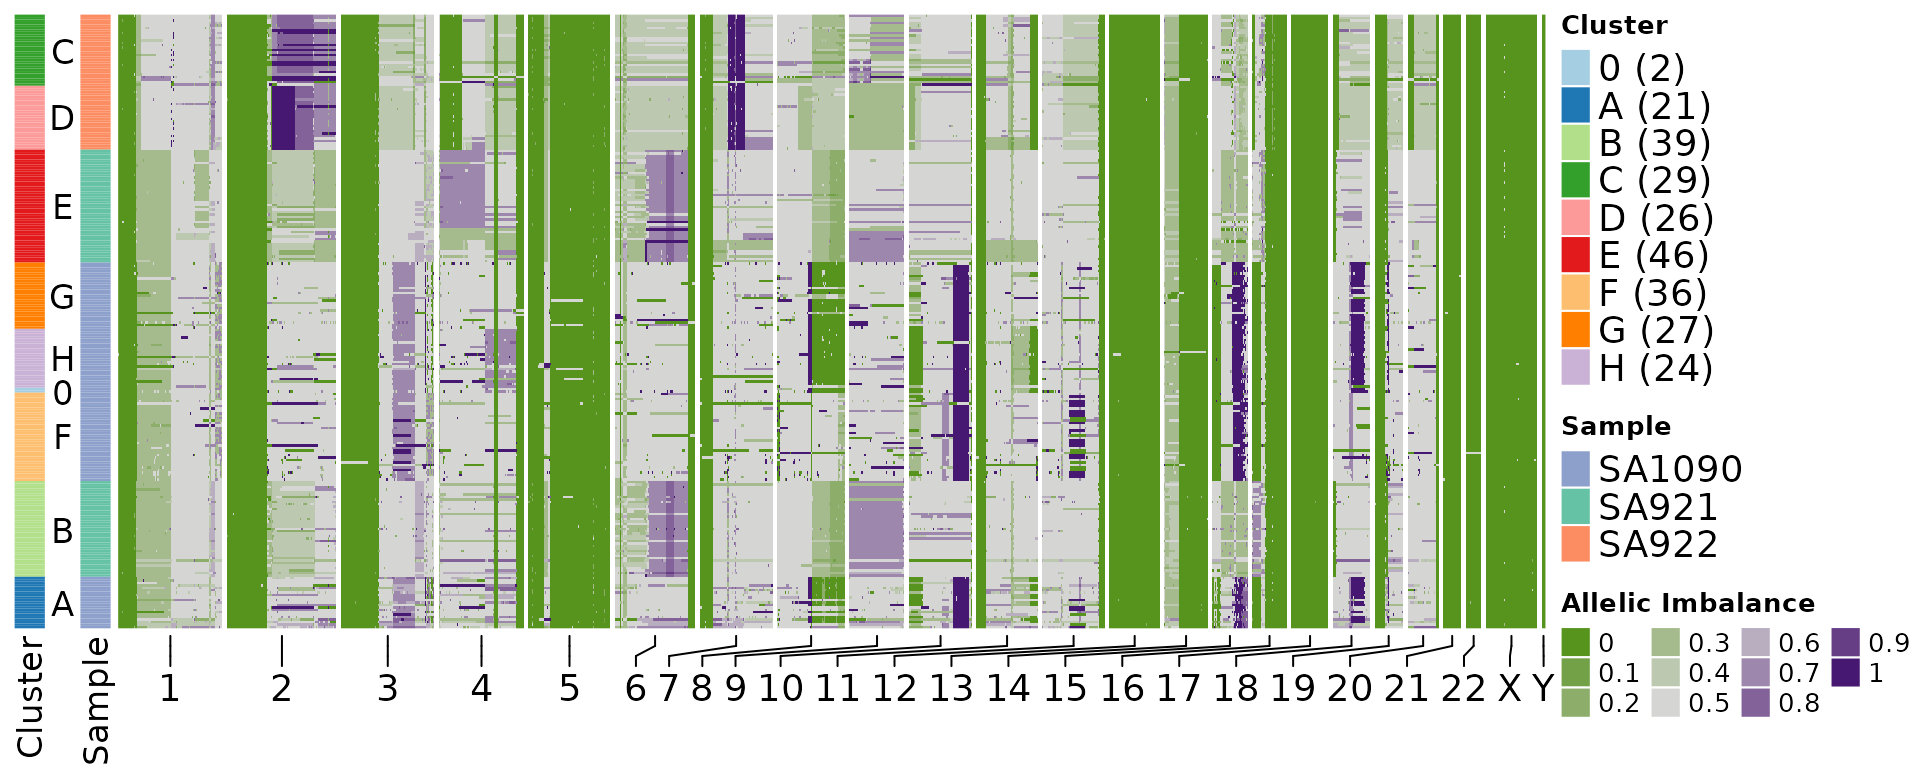 C
D
E
G
H
0
F
B
A
Cluster
Sample
1 2 3 4 5 6 7 8 9 10 11 12 13 14 15 16 17 18 19 20 21 22 X Y
Cluster
0 (2)
A (21)
B (39)
C (29)
D (26)
E (46)
F (36)
G (27)
H (24)
Sample
SA1090
SA921
SA922
Allelic Imbalance
0 0.3 0.6 0.9
0.1 0.4 0.7 1
0.2 0.5 0.8